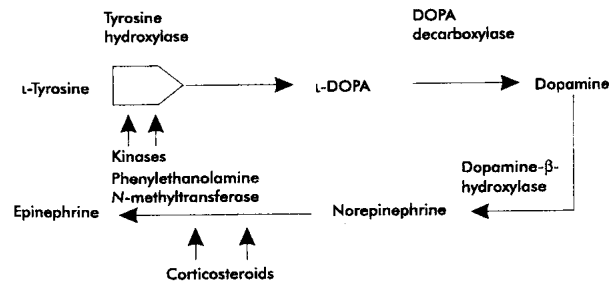 Tyrosine
hydroxylase
DOPA
decarboxylase
L-Tyrosine
L-DOPA
Dopamine
Kinases
Phenylethanolamine
N-methyltransferase
Dopamine-β-
hydroxylase
Epinephrine
Norepinephrine
Corticosteroids